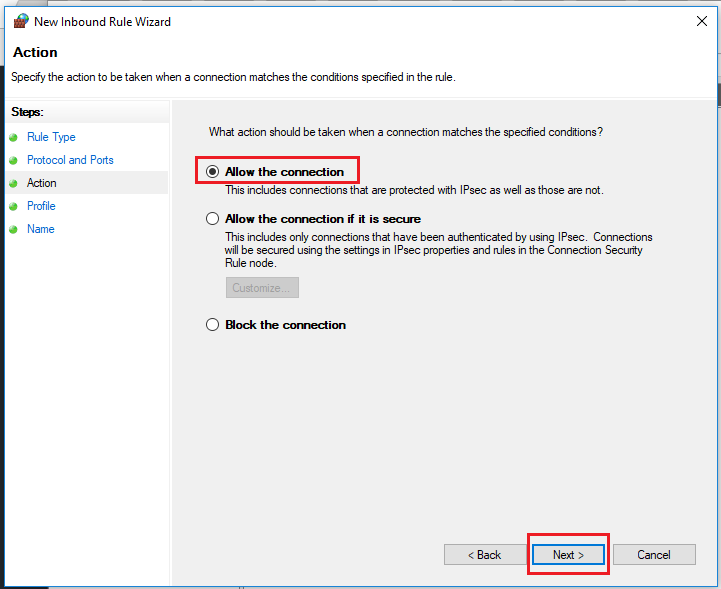 New Inbound Rule Wizard
Action
Specify the action to be taken when a connection matches the conditions specified in the rule.
Steps:
Rule Type
Protocol and Ports
Action
Profile
Name
What action should be taken when a connection matches the specified conditions?
Allow the connection
This includes connections that are protected with IPsec as well as those are not.
Allow the connection if it is secure
This includes only connections that have been authenticated by using IPsec. Connections
will be secured using the settings in IPsec properties and rules in the Connection Security
Rule node.
Customize...
Block the connection
< Back
Next >
Cancel